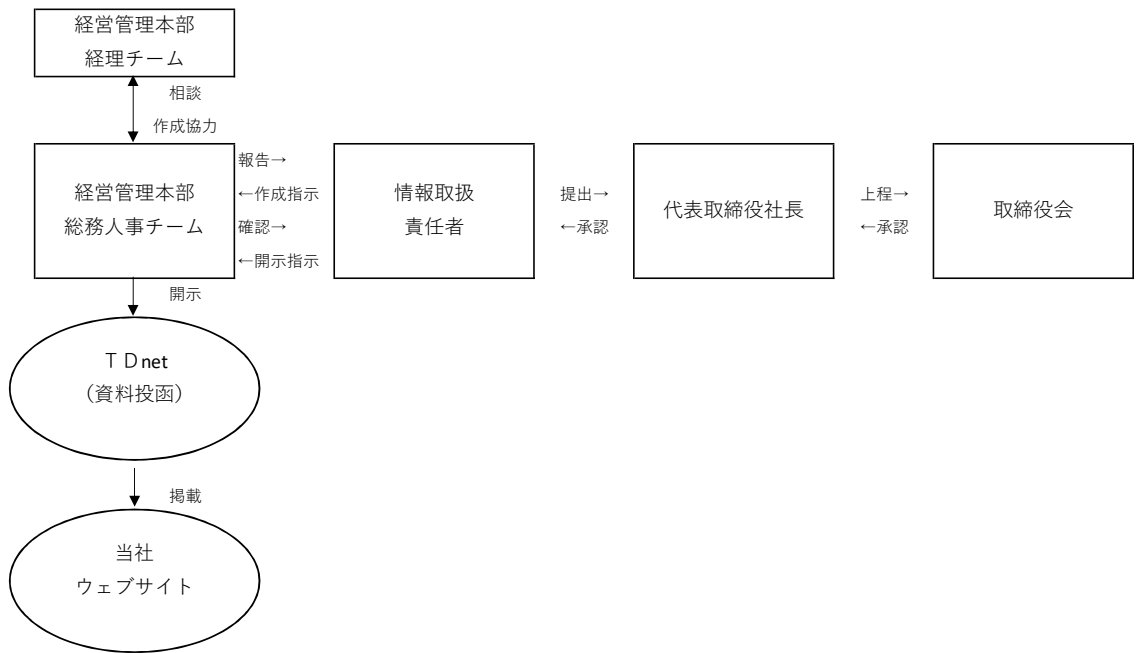 経営管理本部
経理チーム
相談
作成協力
経営管理本部
総務人事チーム
報告→
←作成指示
確認→
←開示指示
情報取扱
責任者
提出→
←承認
代表取締役社長
上程→
←承認
取締役会
開示
ＴＤnet
（資料投函）
掲載
当社
ウェブサイト